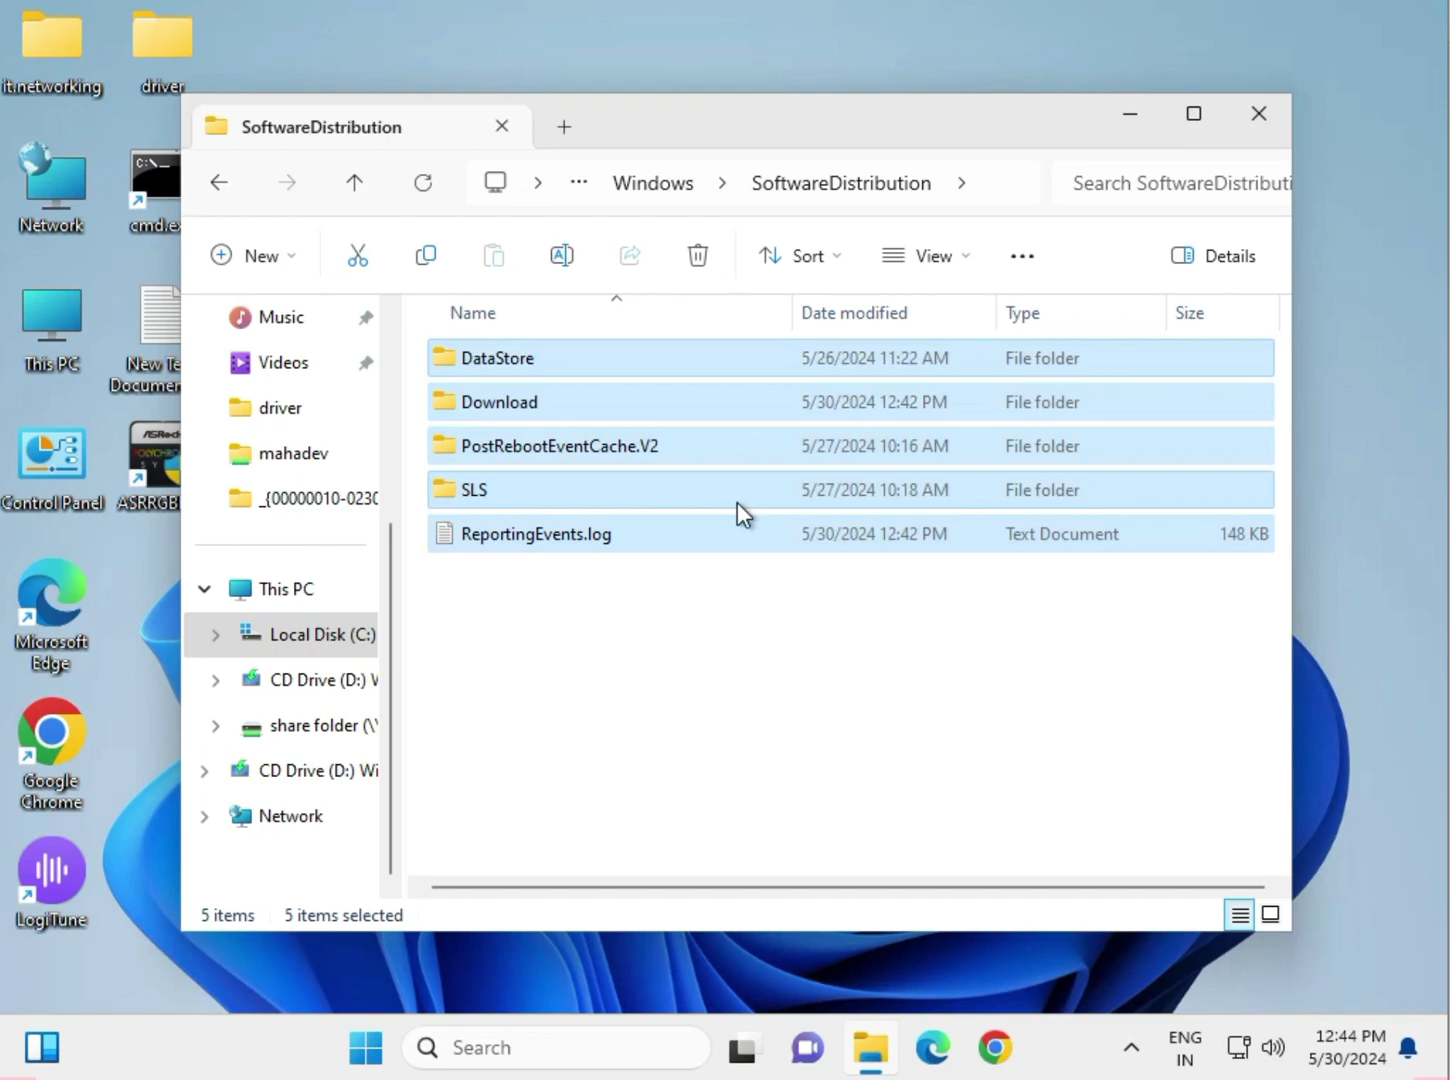 it.networking
driver
Network
cmd.ex
This PC
New Te
Documen
Control Panel
ASRRGBL
Microsoft
Edge
Google
Chrome
LogiTune
SoftwareDistribution
Windows
SoftwareDistribution
Search SoftwareDistributi
New
Sort
View
Details
Name
Date modified
Type
Size
Music
Videos
driver
mahadev
_{00000010-0230
This PC
Local Disk (C:)
CD Drive (D:) W
share folder (\\
CD Drive (D:) Wi
Network
DataStore 5/26/2024 11:22 AM File folder
Download 5/30/2024 12:42 PM File folder
PostRebootEventCache.V2 5/27/2024 10:16 AM File folder
SLS 5/27/2024 10:18 AM File folder
ReportingEvents.log 5/30/2024 12:42 PM Text Document 148 KB
5 items
5 items selected
Search
ENG
IN
12:44 PM
5/30/2024